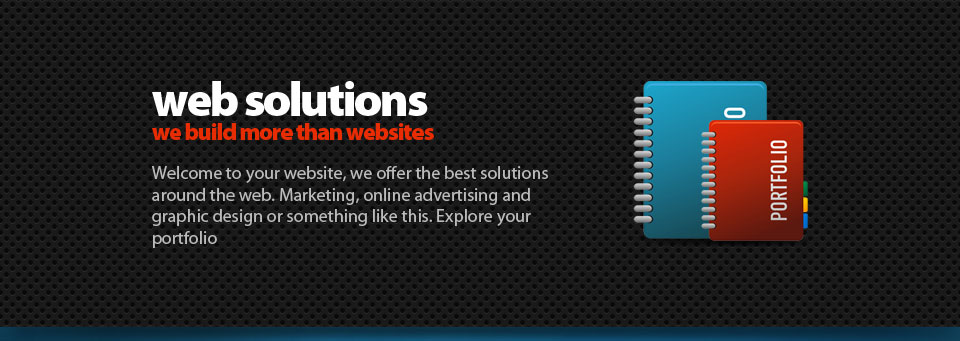 web solutions
we build more than websites
Welcome to your website, we offer the best solutions
around the web. Marketing, online advertising and
graphic design or something like this. Explore your
portfolio
O
PORTFOLIO